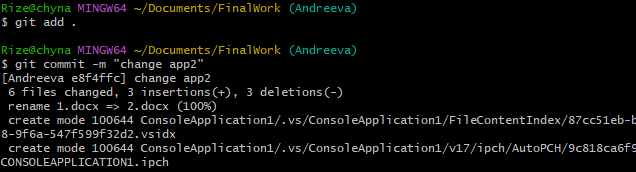 Rize@chyna MINGW64 ~/Documents/FinalWork (Andreeva)
$ git add .
Rize@chyna MINGW64 ~/Documents/FinalWork (Andreeva)
$ git commit -m "change app2"
[Andreeva e8f4ffc] change app2
 6 files changed, 3 insertions(+), 3 deletions(-)
 rename 1.docx => 2.docx (100%)
 create mode 100644 ConsoleApplication1/.vs/ConsoleApplication1/FileContentIndex/87cc51eb-b
8-9f6a-547f599f32d2.vsidx
 create mode 100644 ConsoleApplication1/.vs/ConsoleApplication1/v17/ipch/AutoPCH/9c818ca6f9
CONSOLEAPPLICATION1.ipch